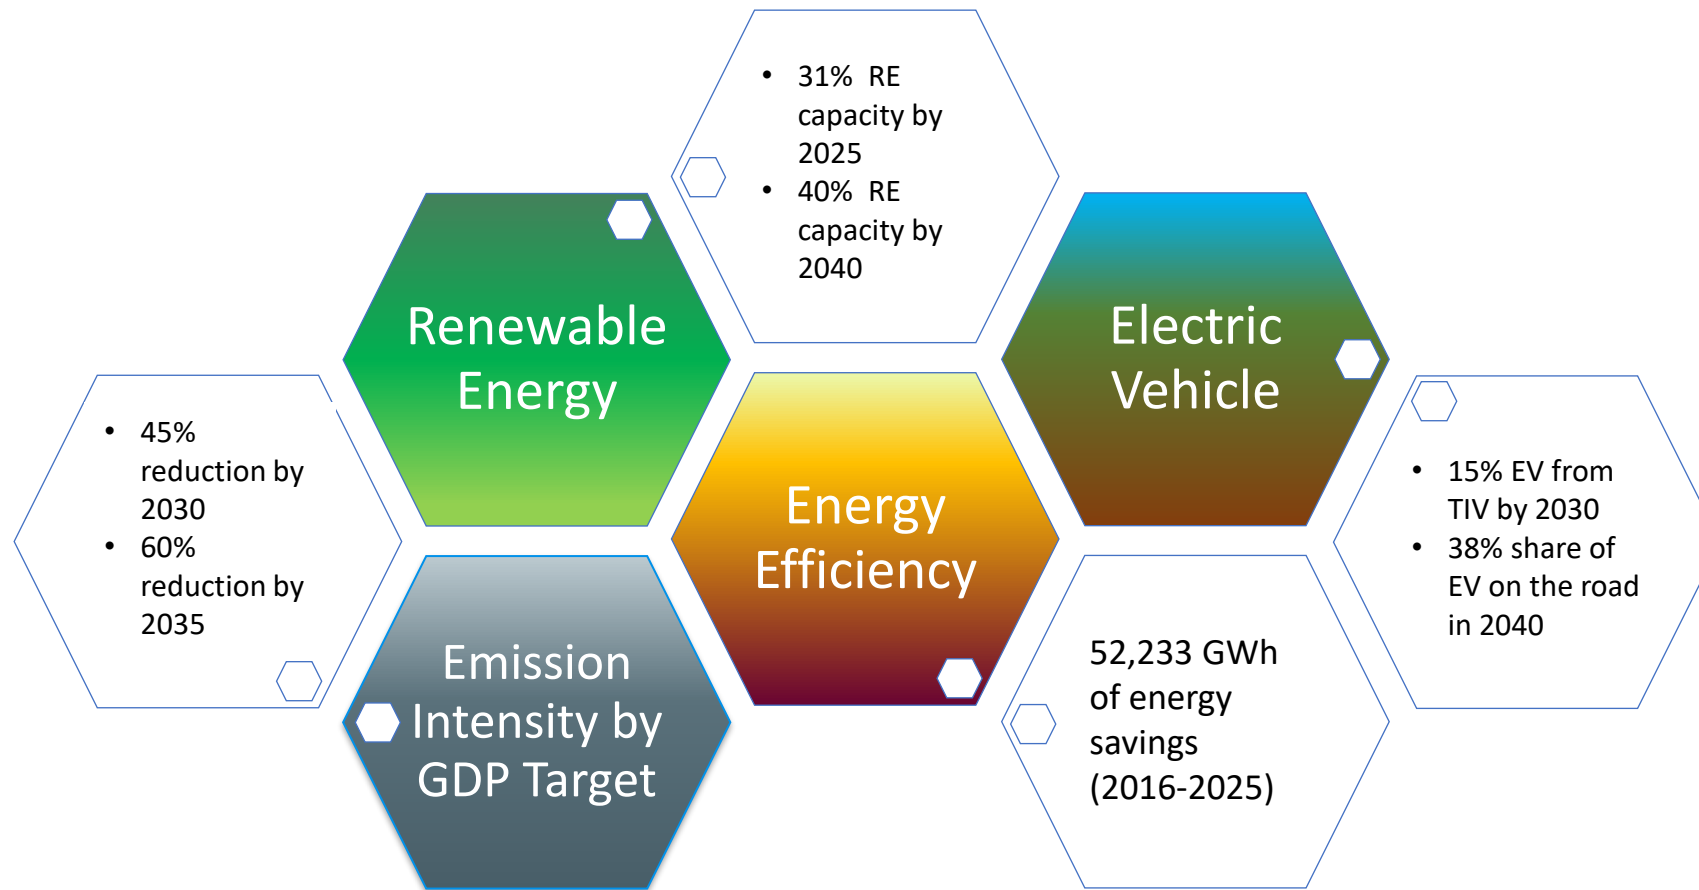 • 31% RE
capacity by
2025
• 40% RE
capacity by
2040
Renewable
Energy
Electric
Vehicle
• 45%
reduction by
2030
• 60%
reduction by
2035
Energy
Efficiency
• 15% EV from
TIV by 2030
• 38% share of
EV on the road
in 2040
Emission
Intensity by
GDP Target
52,233 GWh
of energy
savings
(2016-2025)